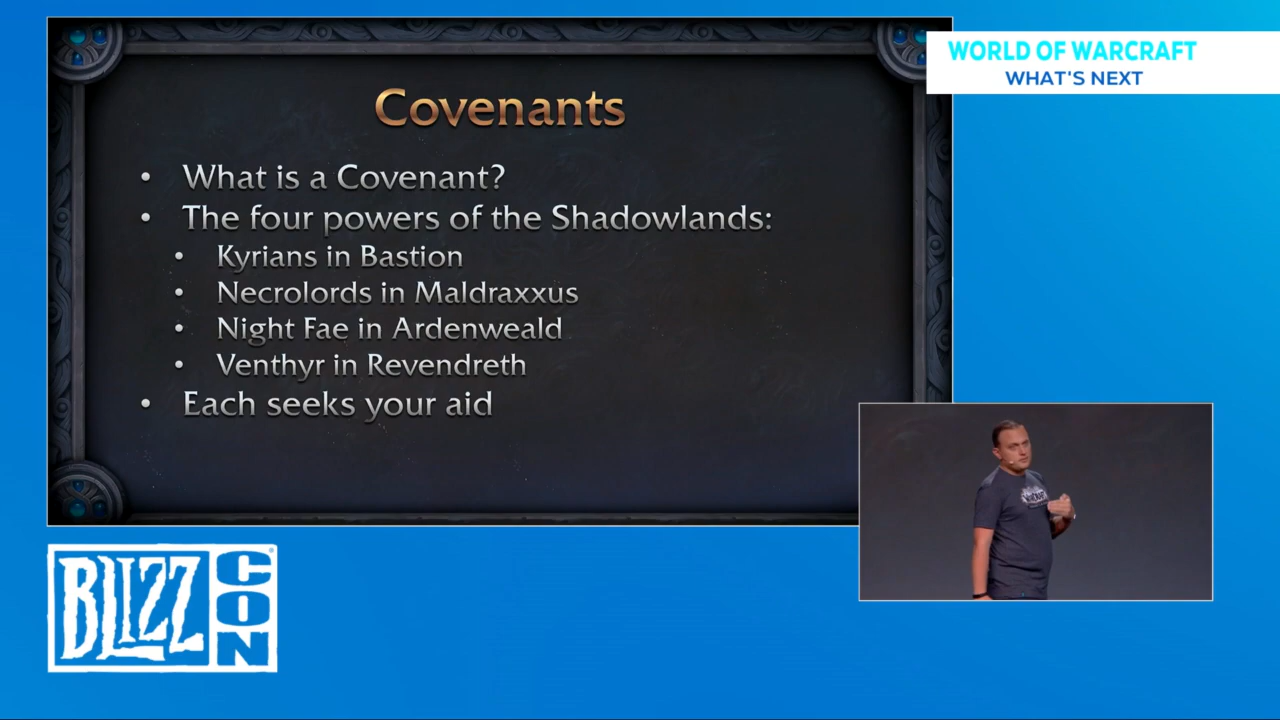 WORLD OF WARCRAFT
WHAT'S NEXT
Covenants
• What is a Covenant?
• The four powers of the Shadowlands:
• Kyrians in Bastion
• Necrolords in Maldraxxus
• Night Fae in Ardenweald
• Venthyr in Revendreth
• Each seeks your aid
BLIZZ
CON